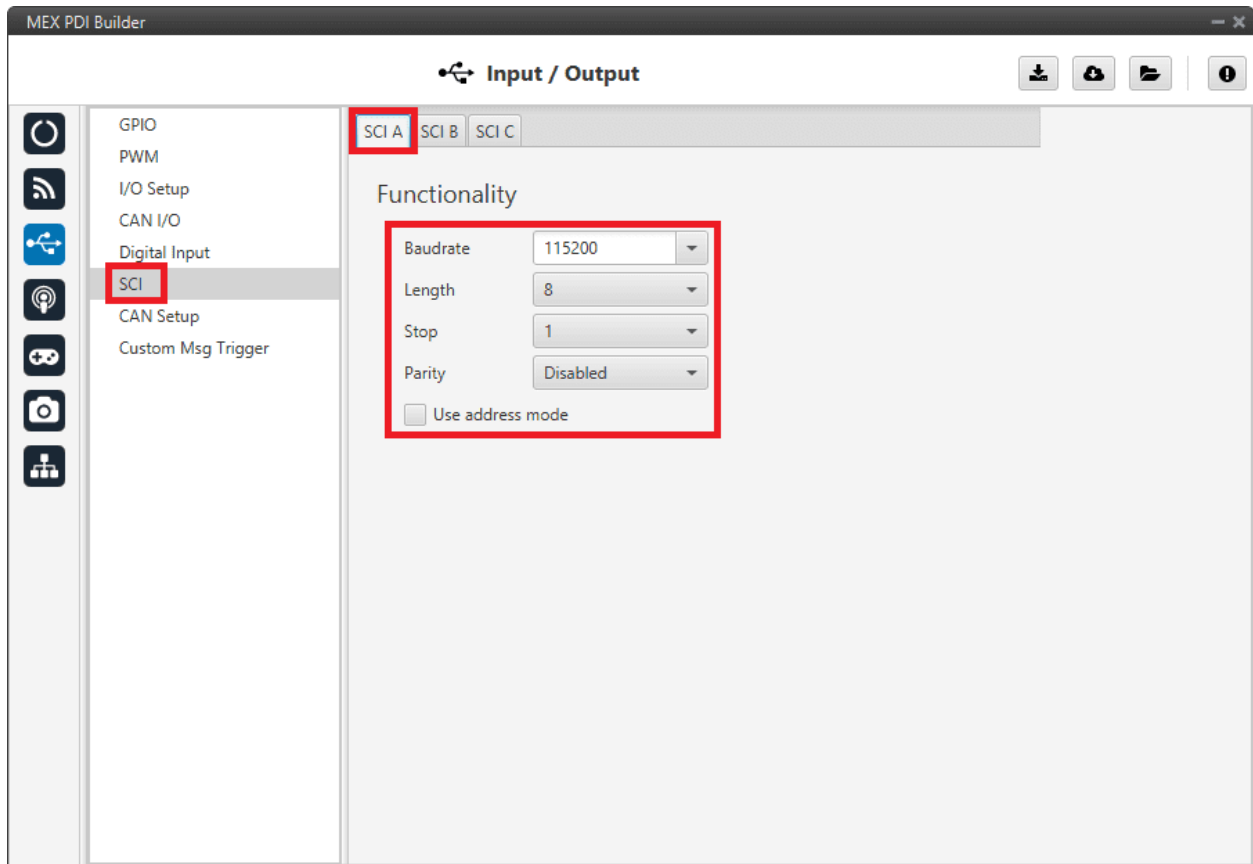 MEX PDI Builder
Input / Output
GPIO
PWM
I/O Setup
CAN I/O
Digital Input
SCI
CAN Setup
Custom Msg Trigger
SCI A SCI B SCI C
Functionality
Baudrate 115200
Length 8
Stop 1
Parity Disabled
Use address mode